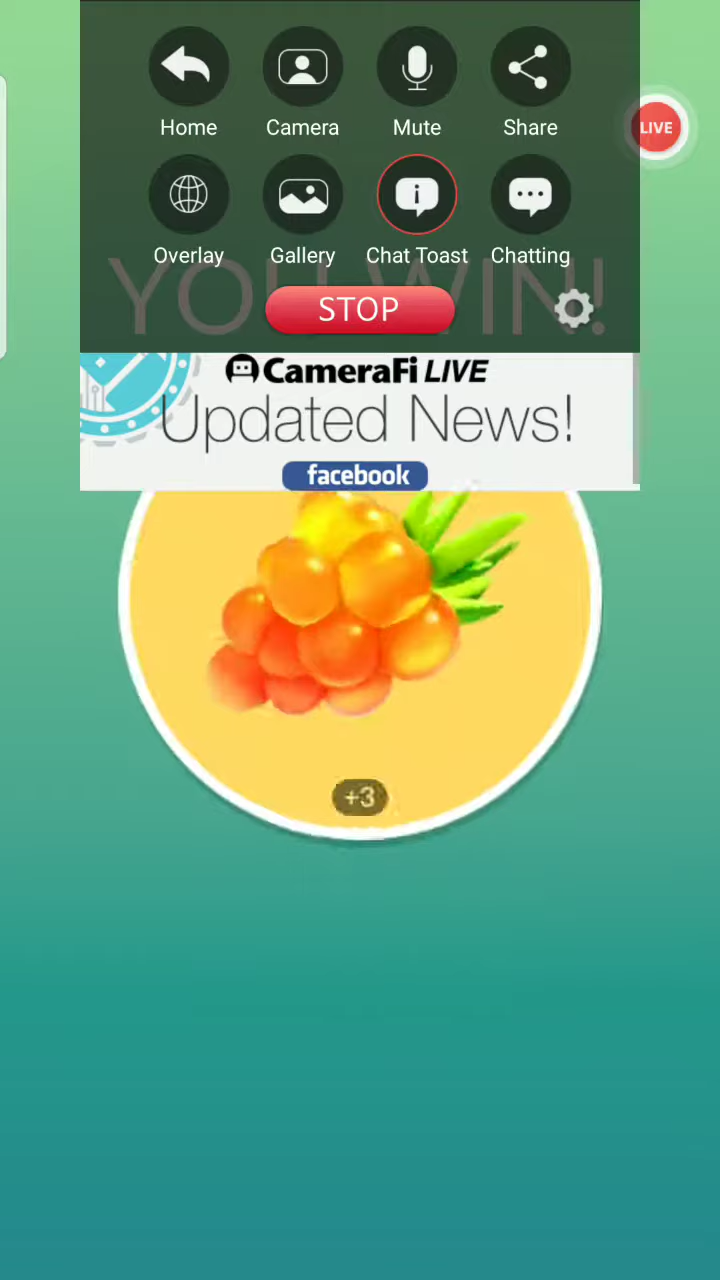 Home Camera Mute Share
LIVE
Overlay Gallery Chat Toast Chatting
YOU WIN!
STOP
CameraFi LIVE
Updated News!
facebook
+3